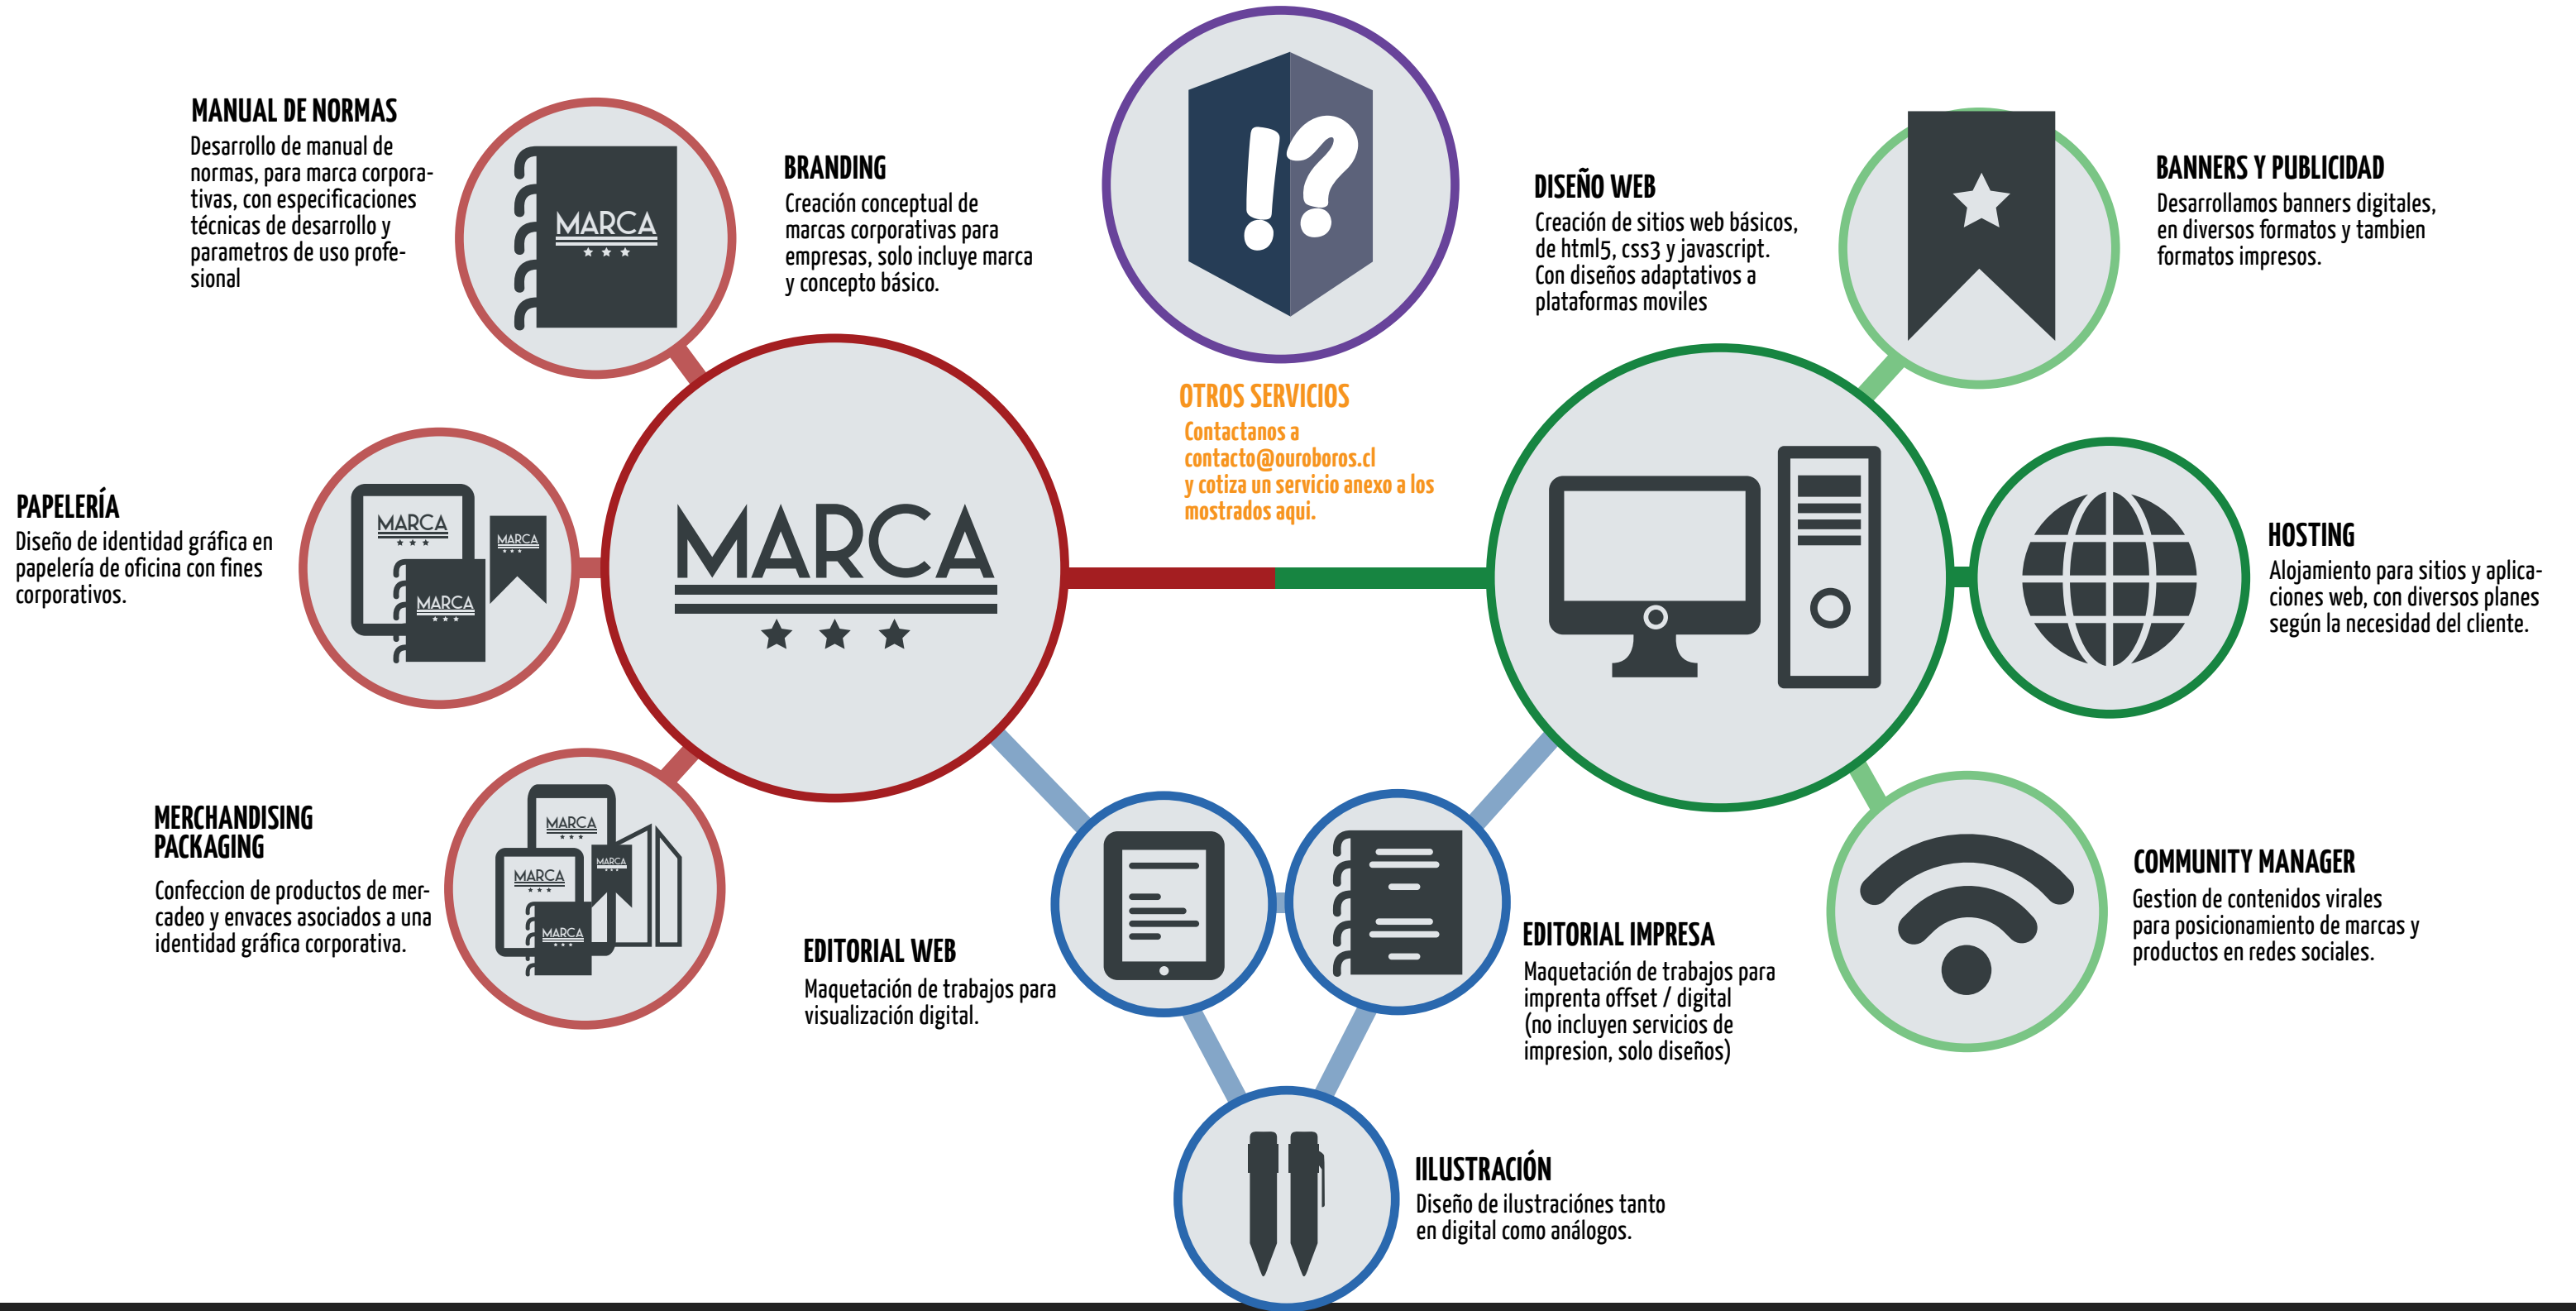 MANUAL DE NORMAS
Desarrollo de manual de
normas, para marca corpora-
tivas, con especificaciones
técnicas de desarrollo y
parametros de uso profe-
sional
MARCA
BRANDING
Creación conceptual de
marcas corporativas para
empresas, solo incluye marca
y concepto básico.
!?
OTROS SERVICIOS
Contactanos a
contacto@ouroboros.cl
y cotiza un servicio anexo a los
mostrados aqui.
DISEÑO WEB
Creación de sitios web básicos,
de html5, css3 y javascript.
Con diseños adaptativos a
plataformas moviles
BANNERS Y PUBLICIDAD
Desarrollamos banners digitales,
en diversos formatos y tambien
formatos impresos.
PAPELERÍA
Diseño de identidad gráfica en
papelería de oficina con fines
corporativos.
MARCA
MARCA
MARCA
MARCA
HOSTING
Alojamiento para sitios y aplica-
ciones web, con diversos planes
según la necesidad del cliente.
MERCHANDISING
PACKAGING
Confeccion de productos de mer-
cadeo y envaces asociados a una
identidad gráfica corporativa.
MARCA
MARCA
MARCA
MARCA
EDITORIAL WEB
Maquetación de trabajos para
visualización digital.
EDITORIAL IMPRESA
Maquetación de trabajos para
imprenta offset / digital
(no incluyen servicios de
impresion, solo diseños)
COMMUNITY MANAGER
Gestion de contenidos virales
para posicionamiento de marcas y
productos en redes sociales.
IILUSTRACIÓN
Diseño de ilustraciónes tanto
en digital como análogos.